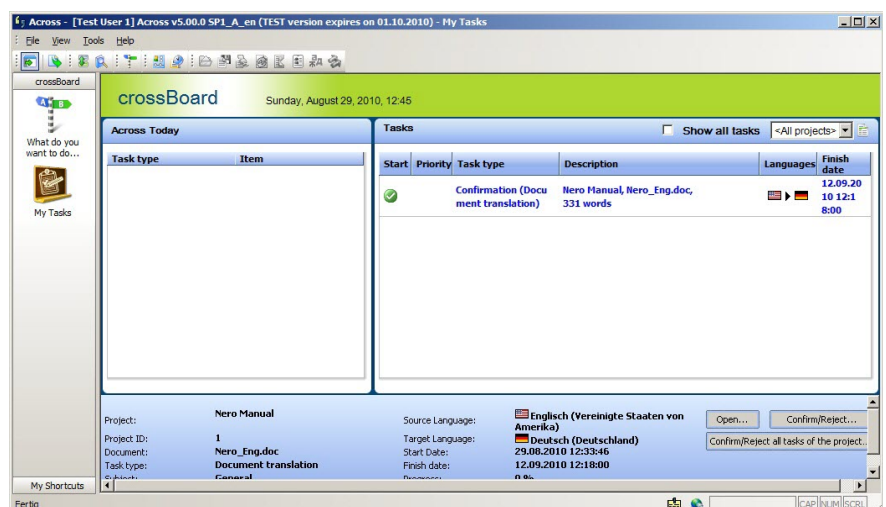 Across - [Test User 1] Across v5.00.0 SP1_A_en (TEST version expires on 01.10.2010) - My Tasks
File View Tools Help
crossBoard
crossBoard Sunday, August 29, 2010, 12:45
A B
What do you
want to do...
My Tasks
Across Today
Task type Item
Tasks Show all tasks <All projects>
Start Priority Task type Description Languages Finish
date
Confirmation (Docu
ment translation)
Nero Manual, Nero_Eng.doc,
331 words
12.09.20
10 12:1
8:00
Project: Nero Manual
Project ID: 1
Document: Nero_Eng.doc
Task type: Document translation
Subject: General
Source Language: Englisch (Vereinigte Staaten von
Amerika)
Target Language: Deutsch (Deutschland)
Start Date: 29.08.2010 12:33:46
Finish date: 12.09.2010 12:18:00
Progress: 0 %
Open... Confirm/Reject...
Confirm/Reject all tasks of the project..
My Shortcuts
Fertig CAP NUM SCRL